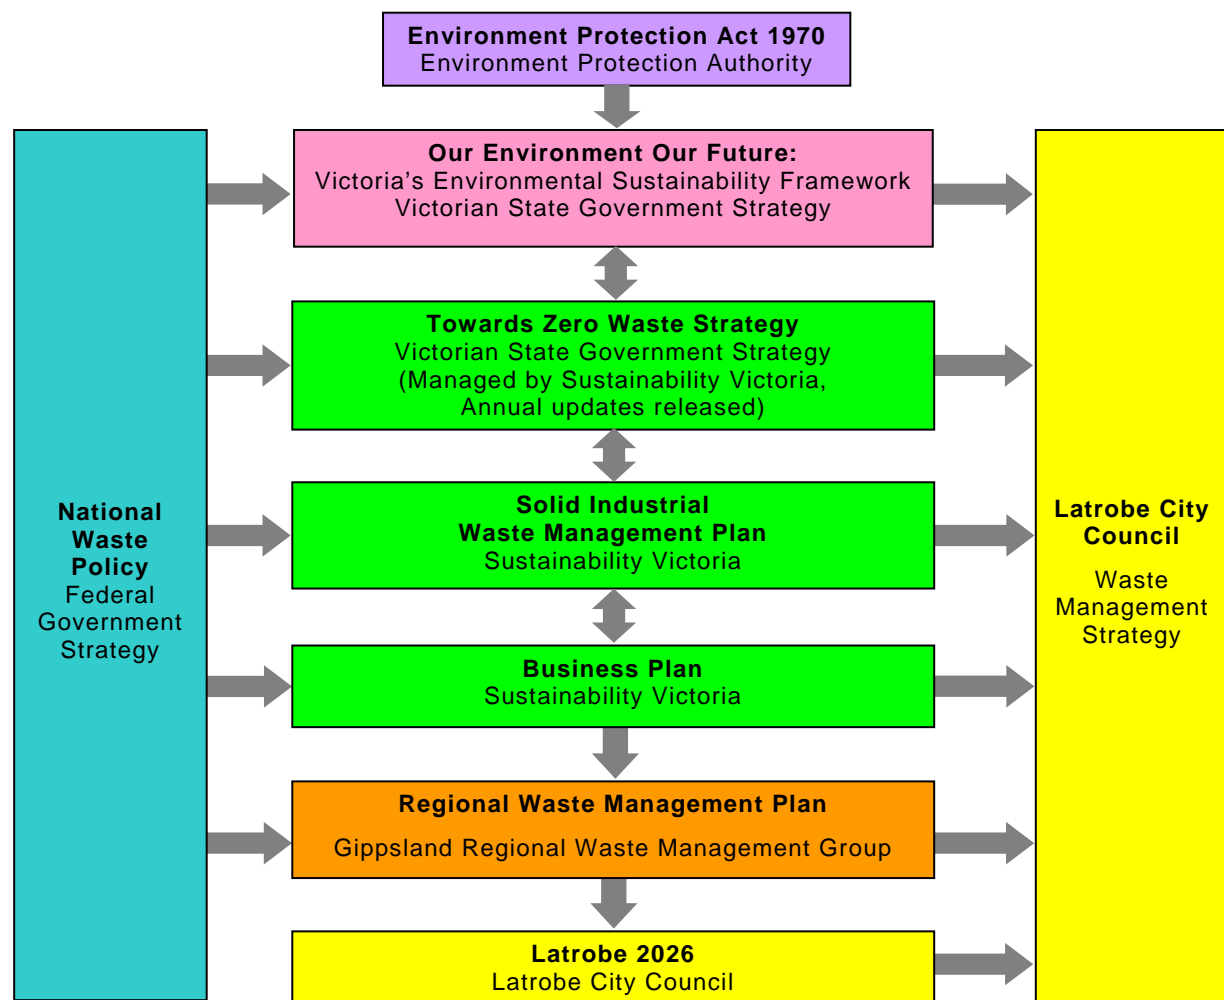 Environment Protection Act 1970
Environment Protection Authority
Our Environment Our Future:
Victoria’s Environmental Sustainability Framework
Victorian State Government Strategy
Towards Zero Waste Strategy
Victorian State Government Strategy
(Managed by Sustainability Victoria,
Annual updates released)
Solid Industrial
Waste Management Plan
Sustainability Victoria
National
Waste
Policy
Federal
Government
Strategy
Latrobe City
Council
Waste
Management
Strategy
Business Plan
Sustainability Victoria
Regional Waste Management Plan
Gippsland Regional Waste Management Group
Latrobe 2026
Latrobe City Council